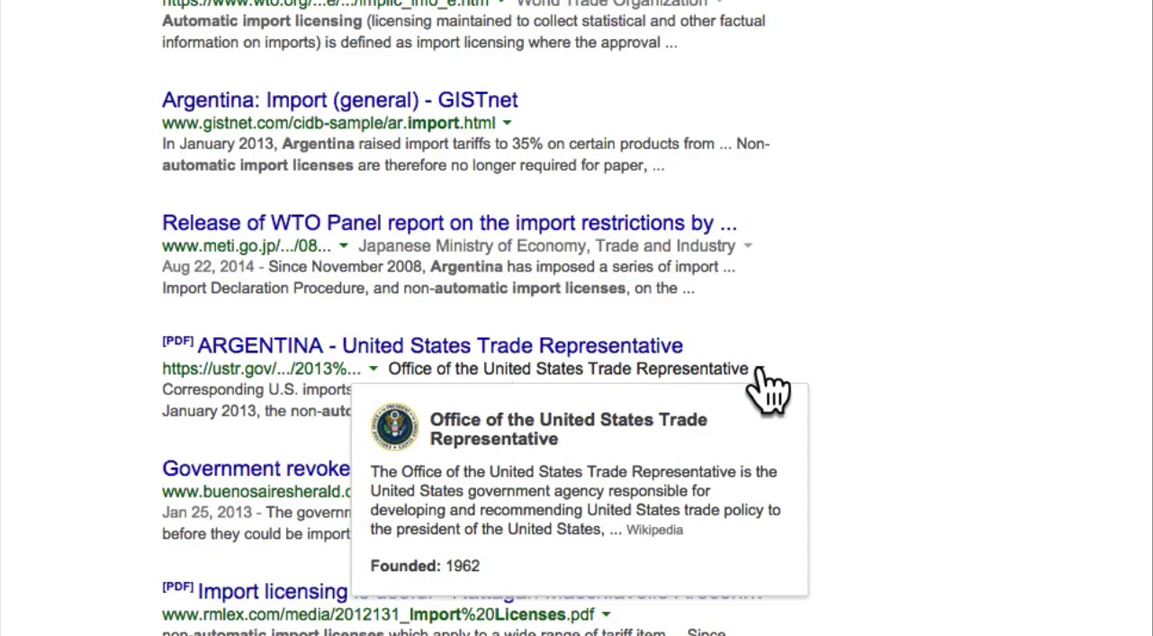 World Trade Organization
Automatic import licensing (licensing maintained to collect statistical and other factual
information on imports) is defined as import licensing where the approval ...
Argentina: Import (general) - GISTnet
www.gistnet.com/cidb-sample/ar.import.html
In January 2013, Argentina raised import tariffs to 35% on certain products from ... Non-
automatic import licenses are therefore no longer required for paper, ...
Release of WTO Panel report on the import restrictions by ...
www.meti.go.jp/.../08... Japanese Ministry of Economy, Trade and Industry
Aug 22, 2014 - Since November 2008, Argentina has imposed a series of import ...
Import Declaration Procedure, and non-automatic import licenses, on the ...
[PDF] ARGENTINA - United States Trade Representative
https://ustr.gov/.../2013%... Office of the United States Trade Representative
Corresponding U.S. imports
January 2013, the non-auto
Office of the United States Trade
Representative
The Office of the United States Trade Representative is the
United States government agency responsible for
developing and recommending United States trade policy to
the president of the United States, ... Wikipedia
Founded: 1962
Government revoke
www.buenosairesherald.c
Jan 25, 2013 - The governm
before they could be import
[PDF] Import licensing
www.rmlex.com/media/2012131_Import%20Licenses.pdf
non-automatic import licenses which apply to a wide range of tariff item ... Since